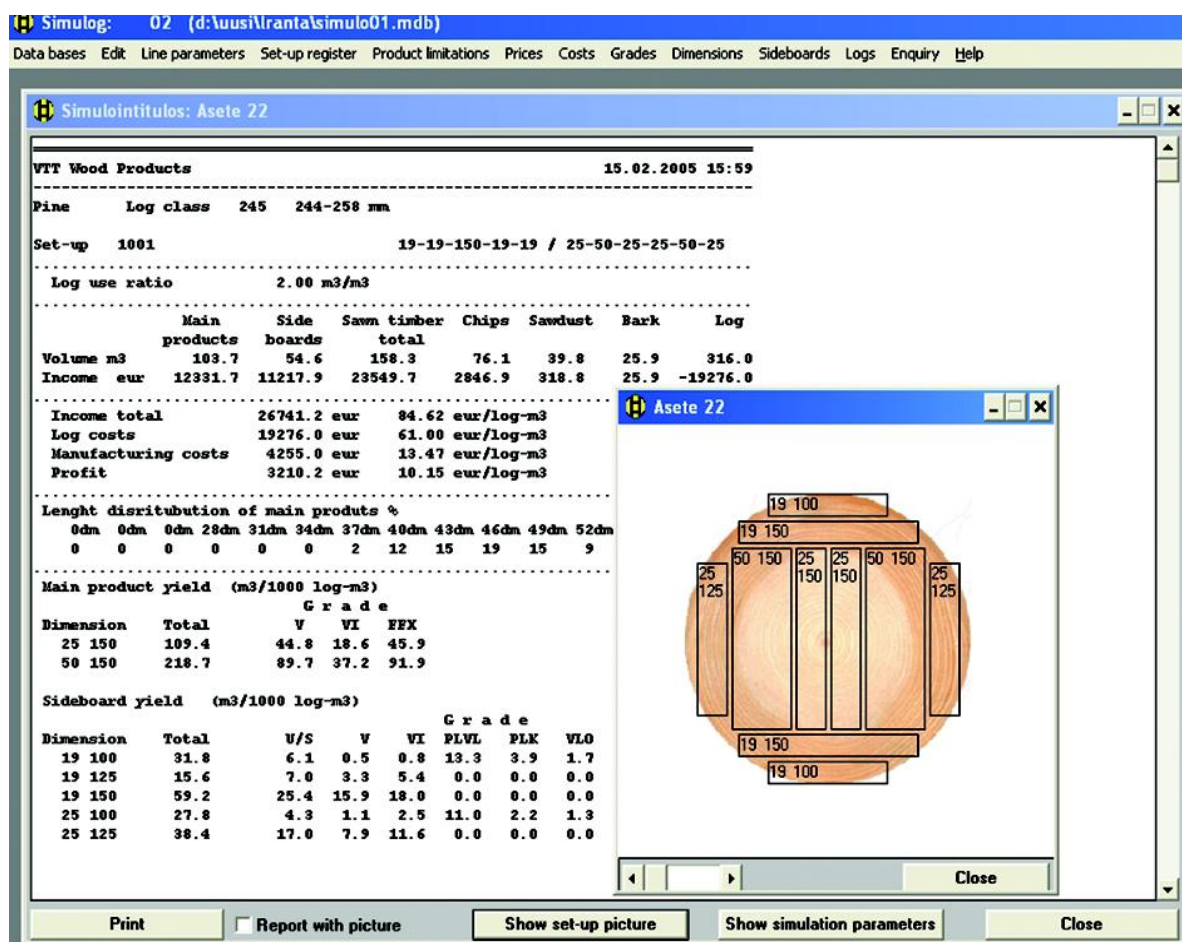 Simulog: 02 (d:\uusi\lranta\simulo01.mdb)
Data bases Edit Line parameters Set-up register Product limitations Prices Costs Grades Dimensions Sideboards Logs Enquiry Help
Simulointitulos: Asete 22
VTT Wood Products 15.02.2005 15:59
Pine Log class 245 244-258 mm
Set-up 1001 19-19-150-19-19 / 25-50-25-25-50-25
Log use ratio 2.00 m3/m3
Main Side Sawn timber Chips Sawdust Bark Log
products boards total
Volume m3 103.7 54.6 158.3 76.1 39.8 25.9 316.0
Income eur 12331.7 11217.9 23549.7 2846.9 318.8 25.9 -19276.0
Income total 26741.2 eur 84.62 eur/log-m3
Log costs 19276.0 eur 61.00 eur/log-m3
Manufacturing costs 4255.0 eur 13.47 eur/log-m3
Profit 3210.2 eur 10.15 eur/log-m3
Lenght disritubution of main produts %
0dm 0dm 0dm 28dm 31dm 34dm 37dm 40dm 43dm 46dm 49dm 52dm
0 0 0 0 0 0 2 12 15 19 15 9
Main product yield (m3/1000 log-m3)
G r a d e
Dimension Total V VI FFX
25 150 109.4 44.8 18.6 45.9
50 150 218.7 89.7 37.2 91.9
Sideboard yield (m3/1000 log-m3)
G r a d e
Dimension Total U/S V VI PLVL PLK VLO
19 100 31.8 6.1 0.5 0.8 13.3 3.9 1.7
19 125 15.6 7.0 3.3 5.4 0.0 0.0 0.0
19 150 59.2 25.4 15.9 18.0 0.0 0.0 0.0
25 100 27.8 4.3 1.1 2.5 11.0 2.2 1.3
25 125 38.4 17.0 7.9 11.6 0.0 0.0 0.0
Asete 22
19 100
19 150
50 150 25 25 50 150
150 150
25 25
125 125
19 150
19 100
Close
Print Report with picture Show set-up picture Show simulation parameters Close